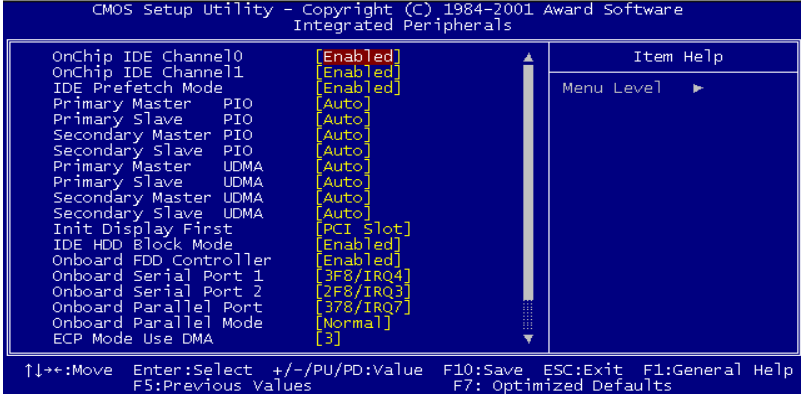 CMOS Setup Utility – Copyright (C) 1984-2001 Award Software
Integrated Peripherals
OnChip IDE Channel0 [Enabled]
OnChip IDE Channel1 [Enabled]
IDE Prefetch Mode [Enabled]
Primary Master PIO [Auto]
Primary Slave PIO [Auto]
Secondary Master PIO [Auto]
Secondary Slave PIO [Auto]
Primary Master UDMA [Auto]
Primary Slave UDMA [Auto]
Secondary Master UDMA [Auto]
Secondary Slave UDMA [Auto]
Init Display First [PCI Slot]
IDE HDD Block Mode [Enabled]
Onboard FDD Controller [Enabled]
Onboard Serial Port 1 [3F8/IRQ4]
Onboard Serial Port 2 [2F8/IRQ3]
Onboard Parallel Port [378/IRQ7]
Onboard Parallel Mode [Normal]
ECP Mode Use DMA [3]
Item Help
Menu Level ►
↑↓→←:Move Enter:Select +/-/PU/PD:Value F10:Save ESC:Exit F1:General Help
F5:Previous Values F7: Optimized Defaults